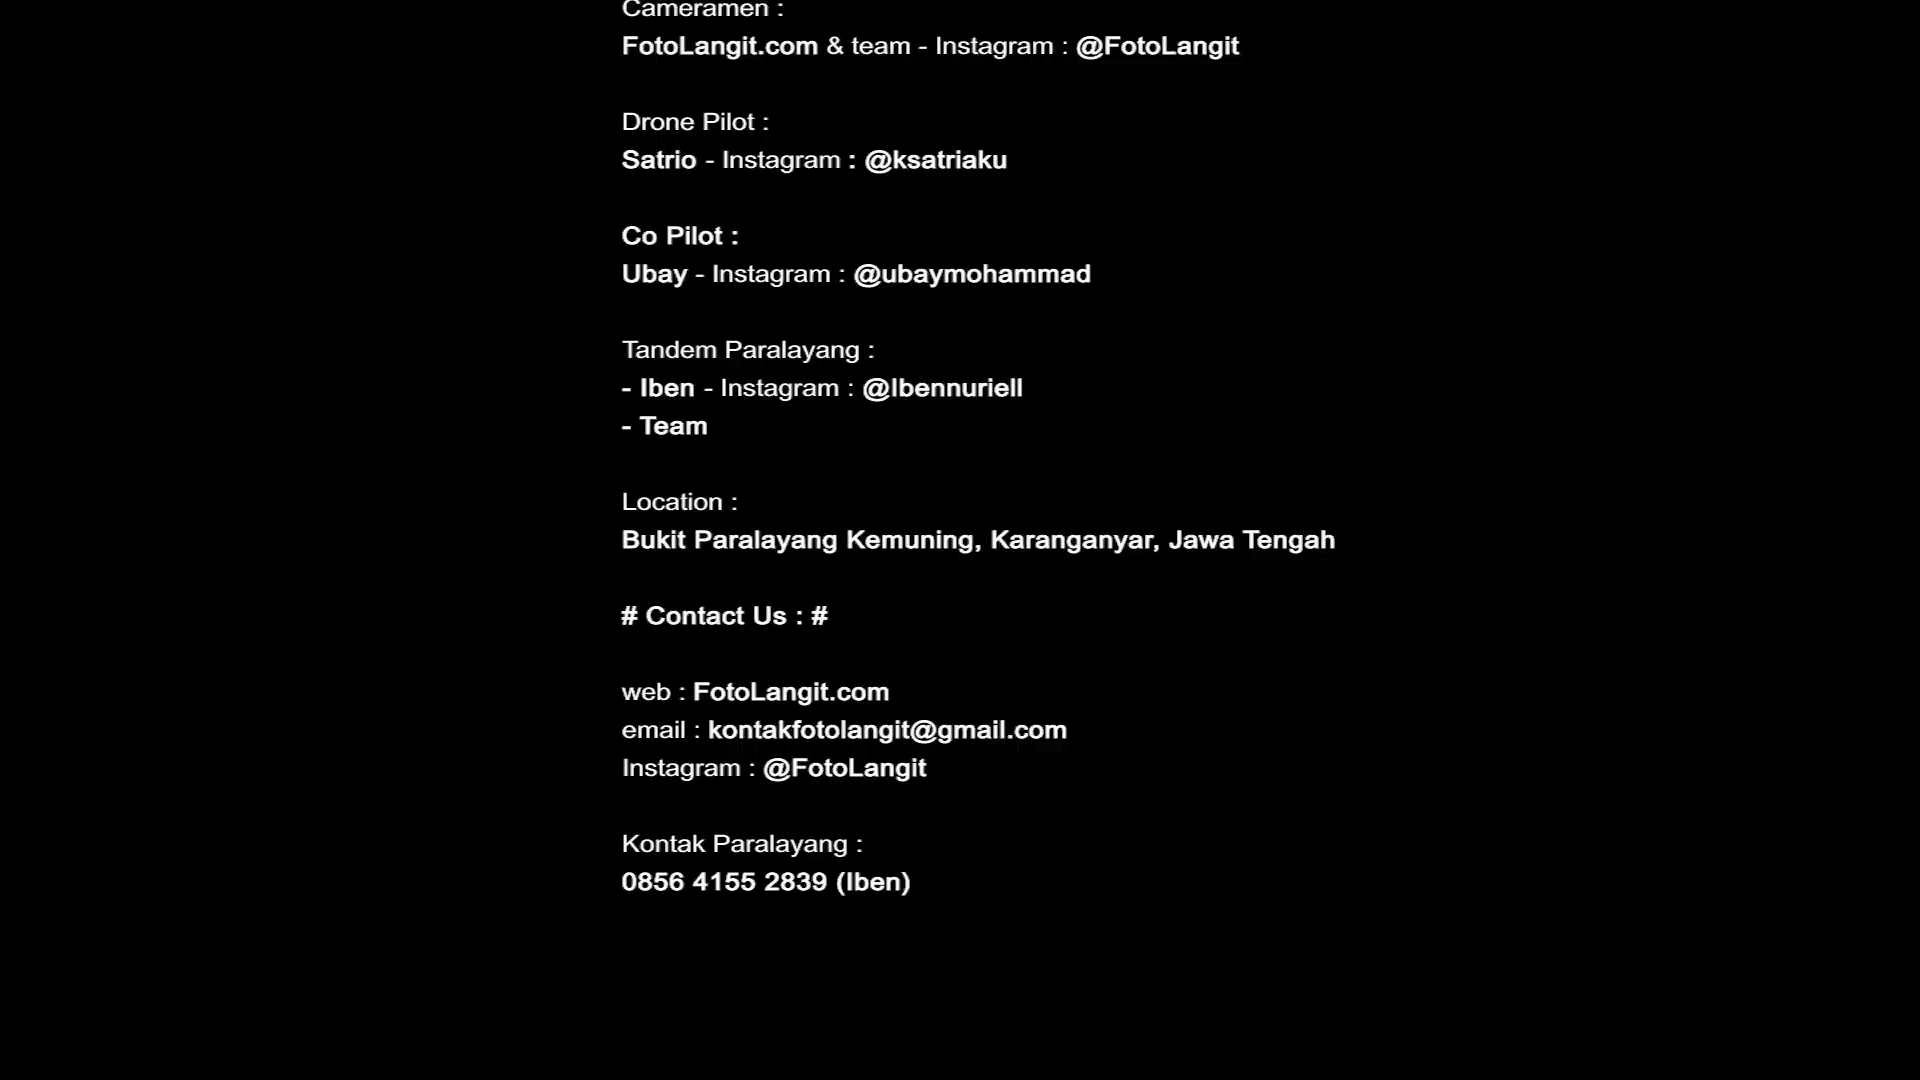 Cameramen :
FotoLangit.com & team - Instagram : @FotoLangit
Drone Pilot :
Satrio - Instagram : @ksatriaku
Co Pilot :
Ubay - Instagram : @ubaymohammad
Tandem Paralayang :
- Iben - Instagram : @Ibennuriell
- Team
Location :
Bukit Paralayang Kemuning, Karanganyar, Jawa Tengah
# Contact Us : #
web : FotoLangit.com
email : kontakfotolangit@gmail.com
Instagram : @FotoLangit
Kontak Paralayang :
0856 4155 2839 (Iben)